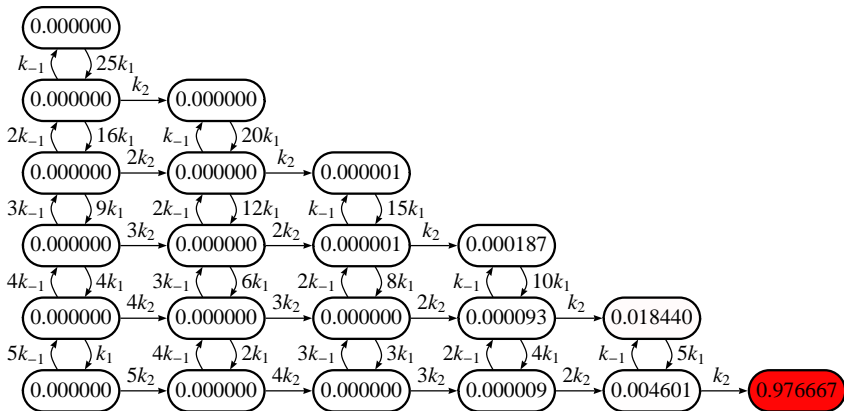 0.000000
k₋₁ 25k₁
k₂
0.000000 0.000000
2k₋₁ 16k₁ k₋₁ 20k₁
2k₂ k₂
0.000000 0.000000 0.000001
3k₋₁ 9k₁ 2k₋₁ 12k₁ k₋₁ 15k₁
3k₂ 2k₂ k₂
0.000000 0.000000 0.000001 0.000187
4k₋₁ 4k₁ 3k₋₁ 6k₁ 2k₋₁ 8k₁ k₋₁ 10k₁
4k₂ 3k₂ 2k₂ k₂
0.000000 0.000000 0.000000 0.000093 0.018440
5k₋₁ k₁ 4k₋₁ 2k₁ 3k₋₁ 3k₁ 2k₋₁ 4k₁ k₋₁ 5k₁
5k₂ 4k₂ 3k₂ 2k₂ k₂
0.000000 0.000000 0.000000 0.000009 0.004601 0.976667